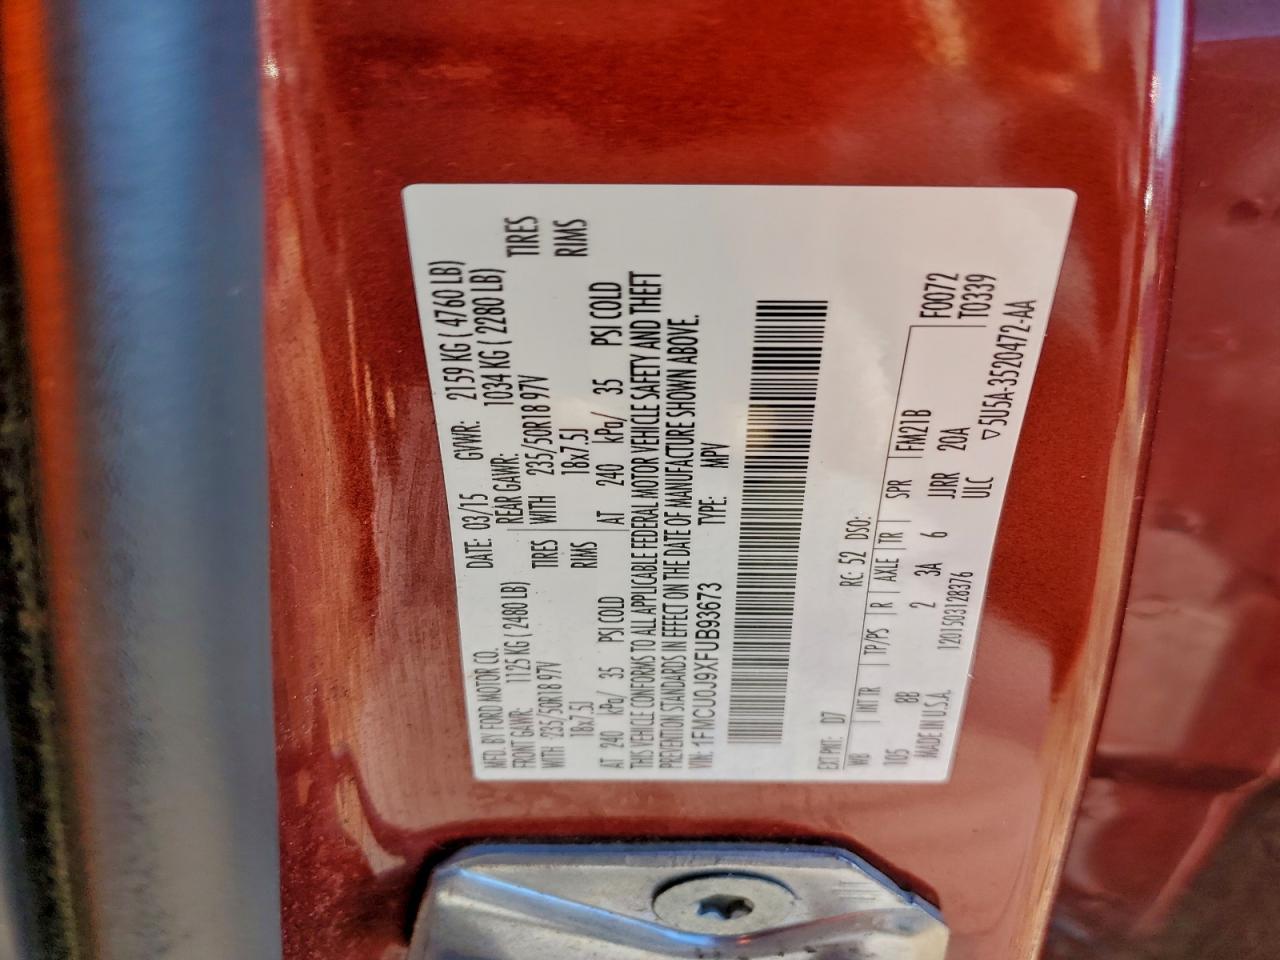 MFD. BY FORD MOTOR CO. DATE: 03/15 GVWR: 2159 KG ( 4760 LB)
FRONT GAWR: 1125 KG ( 2480 LB) REAR GAWR: 1034 KG ( 2280 LB)
WITH 235/50R18 97V TIRES WITH 235/50R18 97V TIRES
18x7.5J RIMS 18x7.5J RIMS
AT 240 kPa/ 35 PSI COLD AT 240 kPa/ 35 PSI COLD
THIS VEHICLE CONFORMS TO ALL APPLICABLE FEDERAL MOTOR VEHICLE SAFETY AND THEFT
PREVENTION STANDARDS IN EFFECT ON THE DATE OF MANUFACTURE SHOWN ABOVE.
VIN: 1FMCU0J9XFUB93673 TYPE: MPV
EXT PNT: D7 RC: 52 DSO:
WB INT TR TP/PS R AXLE TR SPR FM21B F0072
105 8B 2 3A 6 JJRR 20A T0339
MADE IN U.S.A. 1201503128376 ULC ▽5U5A-3520472-AA